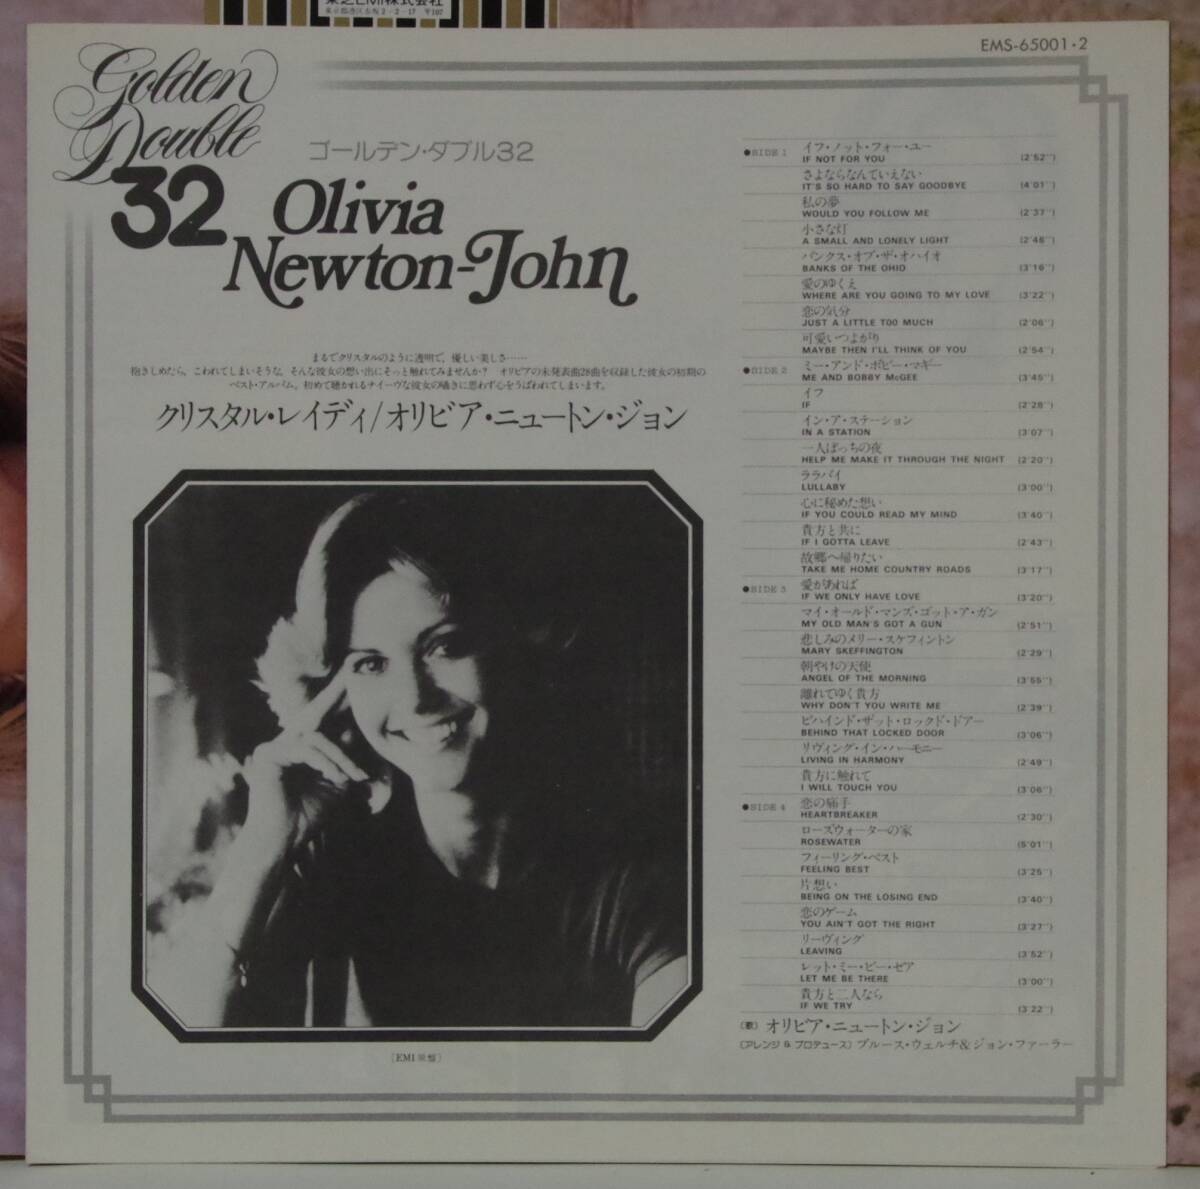 東芝EMI株式会社
東京都港区赤坂2-2-17 〒107
EMS-65001・2
Golden
Double
32
ゴールデン・ダブル32
Olivia
Newton-John
まるでクリスタルのように透明で、優しい美しさ……
抱きしめたら、こわれてしまいそうな、そんな彼女の想い出にそっと触れてみませんか? オリビアの未発表曲28曲を収録した彼女の初期の
ベスト・アルバム。初めて聴かれるナイーヴな彼女の囁きに思わず心をうばわれてしまいます。
クリスタル・レイディ/オリビア・ニュートン・ジョン
[EMI原盤]
●SIDE 1
イフ・ノット・フォー・ユー
IF NOT FOR YOU (2'52'')
さよならなんていえない
IT'S SO HARD TO SAY GOODBYE (4'01'')
私の夢
WOULD YOU FOLLOW ME (2'37'')
小さな灯
A SMALL AND LONELY LIGHT (2'46'')
バンクス・オブ・ザ・オハイオ
BANKS OF THE OHIO (3'16'')
愛のゆくえ
WHERE ARE YOU GOING TO MY LOVE (3'22'')
恋の気分
JUST A LITTLE TOO MUCH (2'06'')
可愛いつよがり
MAYBE THEN I'LL THINK OF YOU (2'54'')
●SIDE 2
ミー・アンド・ボビー・マギー
ME AND BOBBY McGEE (3'45'')
イフ
IF (2'28'')
イン・ア・ステーション
IN A STATION (3'07'')
一人ぼっちの夜
HELP ME MAKE IT THROUGH THE NIGHT (2'20'')
ララバイ
LULLABY (3'00'')
心に秘めた想い
IF YOU COULD READ MY MIND (3'40'')
貴方と共に
IF I GOTTA LEAVE (2'43'')
故郷へ帰りたい
TAKE ME HOME COUNTRY ROADS (3'17'')
●SIDE 3
愛があれば
IF WE ONLY HAVE LOVE (3'20'')
マイ・オールド・マンズ・ゴット・ア・ガン
MY OLD MAN'S GOT A GUN (2'51'')
悲しみのメリー・スケフィントン
MARY SKEFFINGTON (2'29'')
朝やけの天使
ANGEL OF THE MORNING (3'55'')
離れてゆく貴方
WHY DON'T YOU WRITE ME (2'39'')
ビハインド・ザット・ロックド・ドアー
BEHIND THAT LOCKED DOOR (3'06'')
リヴィング・イン・ハーモニー
LIVING IN HARMONY (2'49'')
貴方に触れて
I WILL TOUCH YOU (3'06'')
●SIDE 4
恋の痛手
HEARTBREAKER (2'30'')
ローズウォーターの家
ROSEWATER (5'01'')
フィーリング・ベスト
FEELING BEST (3'25'')
片想い
BEING ON THE LOSING END (3'40'')
恋のゲーム
YOU AIN'T GOT THE RIGHT (3'27'')
リーヴィング
LEAVING (3'52'')
レット・ミー・ビー・ゼア
LET ME BE THERE (3'00'')
貴方と二人なら
IF WE TRY (3'22'')
[歌] オリビア・ニュートン・ジョン
[アレンジ & プロデュース] ブルース・ウェルチ&ジョン・ファーラー